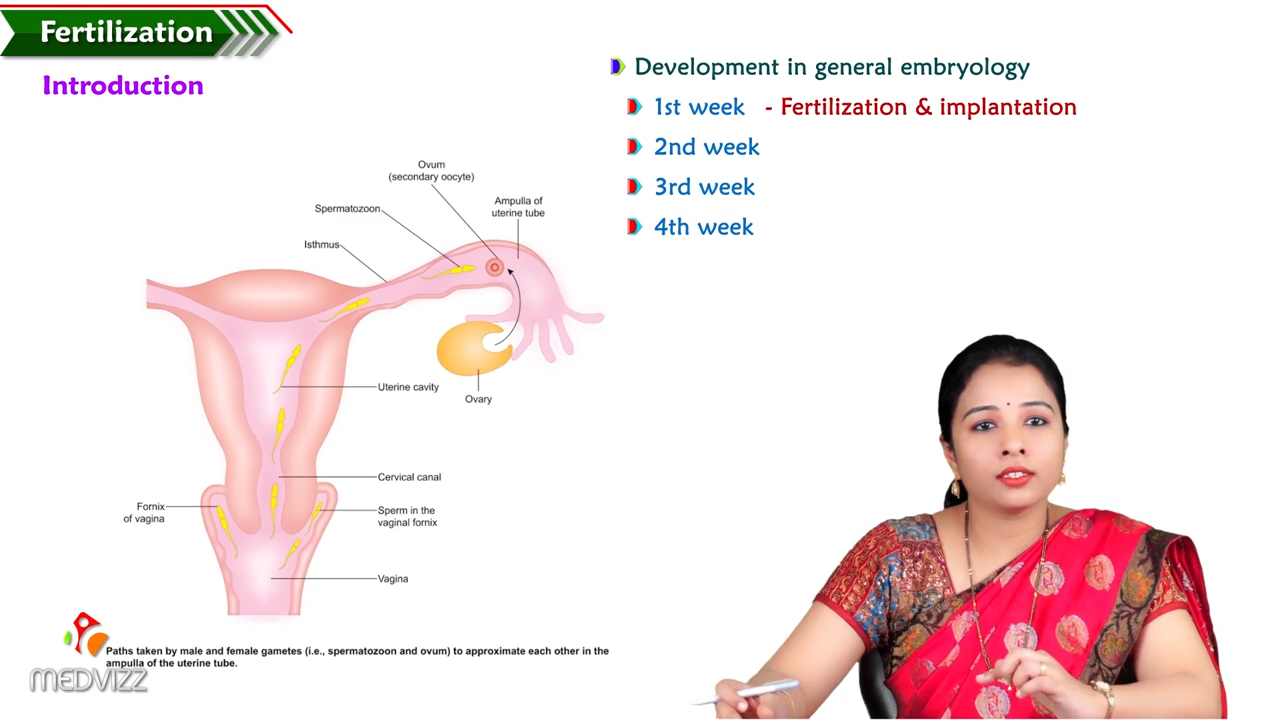 Fertilization
Introduction
Development in general embryology
1st week - Fertilization & implantation
2nd week
3rd week
4th week
Ovum
(secondary oocyte)
Ampulla of
uterine tube
Spermatozoon
Isthmus
Uterine cavity
Ovary
Cervical canal
Fornix
of vagina
Sperm in the
vaginal fornix
Vagina
Paths taken by male and female gametes (i.e., spermatozoon and ovum) to approximate each other in the
ampulla of the uterine tube.
MEDVIZZ